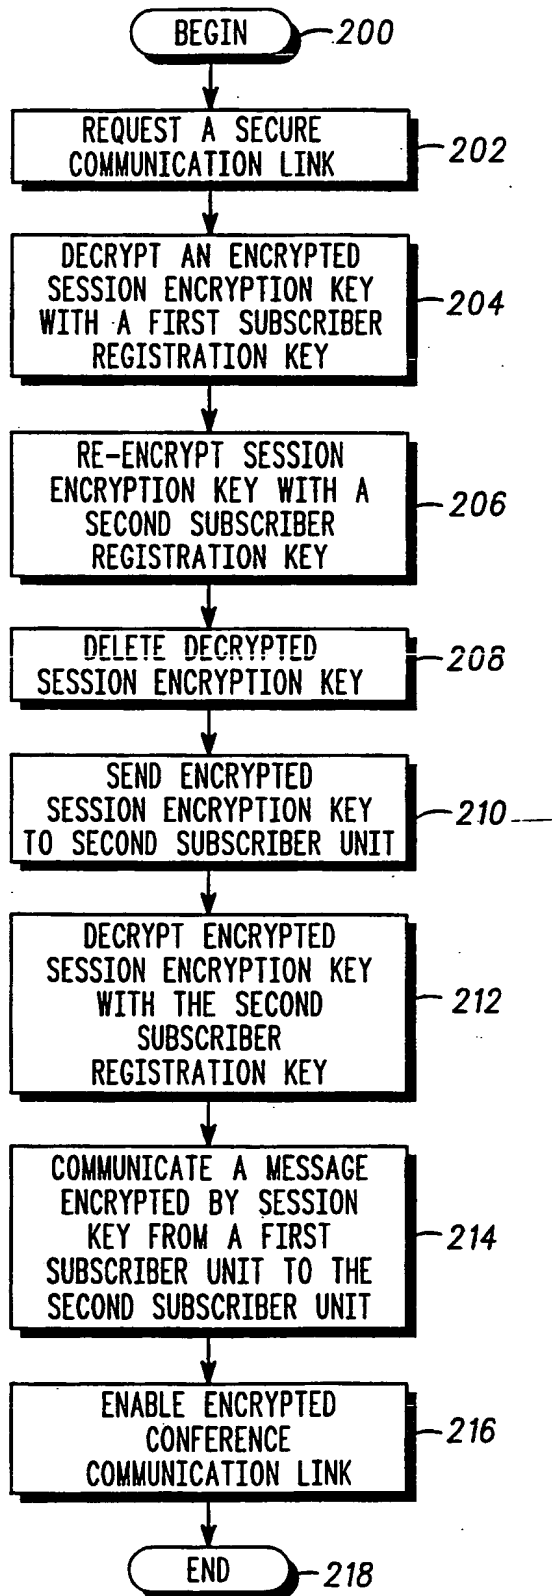 BEGIN
200
REQUEST A SECURE
COMMUNICATION LINK
202
DECRYPT AN ENCRYPTED
SESSION ENCRYPTION KEY
WITH A FIRST SUBSCRIBER
REGISTRATION KEY
204
RE-ENCRYPT SESSION
ENCRYPTION KEY WITH A
SECOND SUBSCRIBER
REGISTRATION KEY
206
DELETE DECRYPTED
SESSION ENCRYPTION KEY
208
SEND ENCRYPTED
SESSION ENCRYPTION KEY
TO SECOND SUBSCRIBER UNIT
210
DECRYPT ENCRYPTED
SESSION ENCRYPTION KEY
WITH THE SECOND
SUBSCRIBER
REGISTRATION KEY
212
COMMUNICATE A MESSAGE
ENCRYPTED BY SESSION
KEY FROM A FIRST
SUBSCRIBER UNIT TO THE
SECOND SUBSCRIBER UNIT
214
ENABLE ENCRYPTED
CONFERENCE
COMMUNICATION LINK
216
END
218